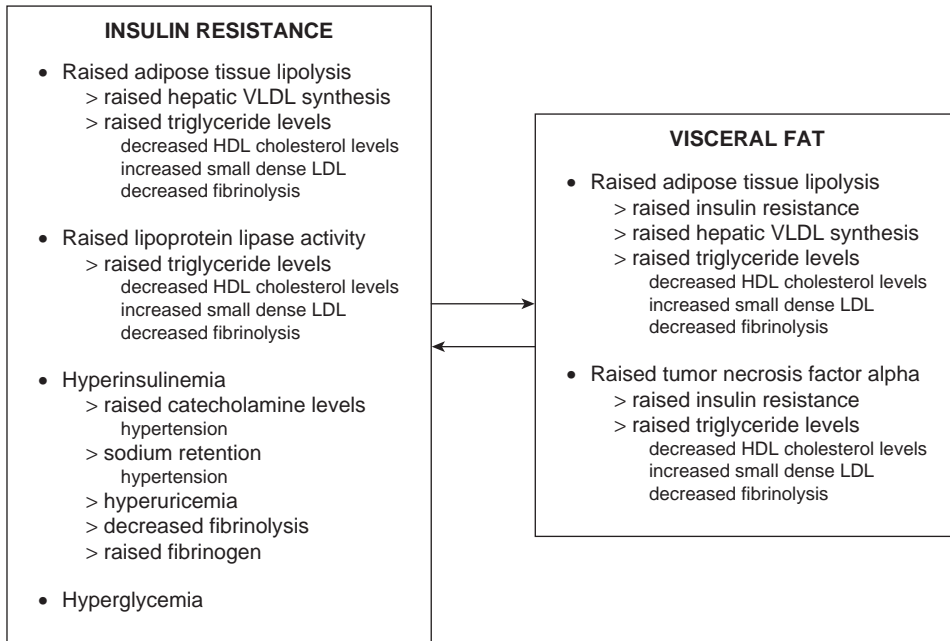 INSULIN RESISTANCE
• Raised adipose tissue lipolysis
> raised hepatic VLDL synthesis
> raised triglyceride levels
decreased HDL cholesterol levels
increased small dense LDL
decreased fibrinolysis
• Raised lipoprotein lipase activity
> raised triglyceride levels
decreased HDL cholesterol levels
increased small dense LDL
decreased fibrinolysis
• Hyperinsulinemia
> raised catecholamine levels
hypertension
> sodium retention
hypertension
> hyperuricemia
> decreased fibrinolysis
> raised fibrinogen
• Hyperglycemia
VISCERAL FAT
• Raised adipose tissue lipolysis
> raised insulin resistance
> raised hepatic VLDL synthesis
> raised triglyceride levels
decreased HDL cholesterol levels
increased small dense LDL
decreased fibrinolysis
• Raised tumor necrosis factor alpha
> raised insulin resistance
> raised triglyceride levels
decreased HDL cholesterol levels
increased small dense LDL
decreased fibrinolysis